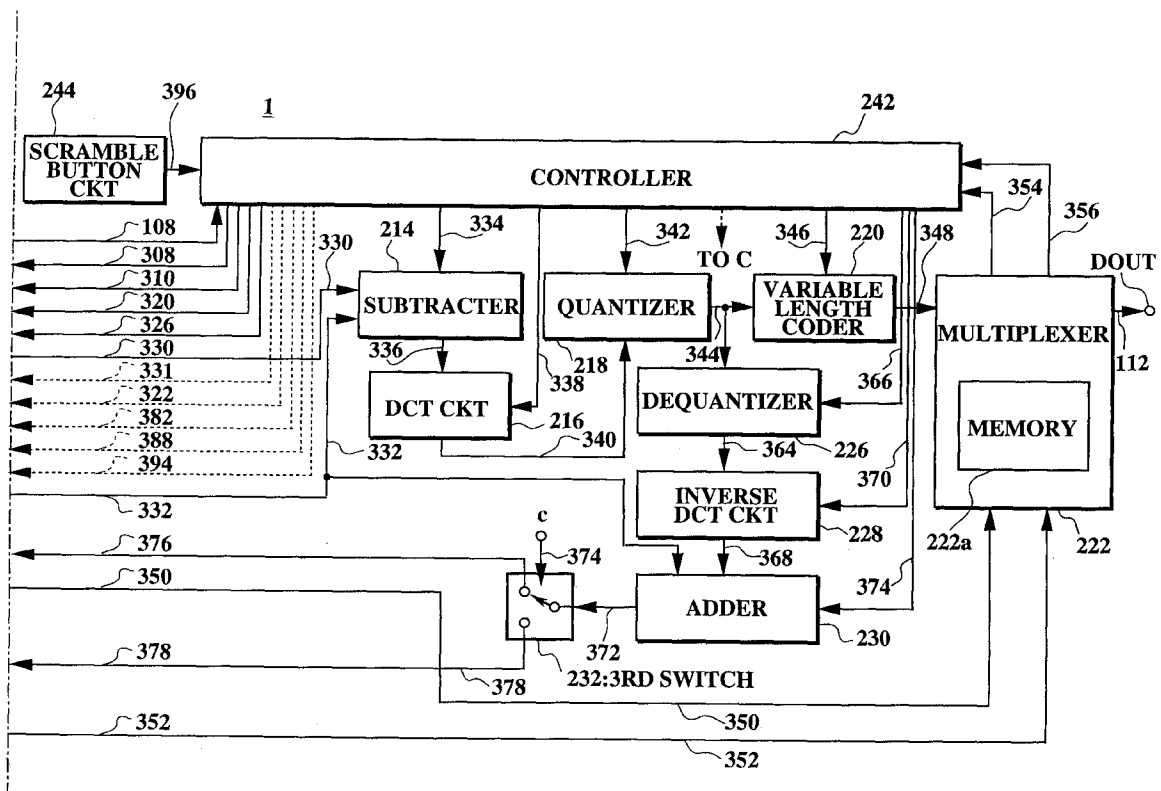 244
396
1
242
SCRAMBLE
BUTTON
CKT
CONTROLLER
354
356
108
308
310
320
326
330
331
322
382
388
394
332
330
214
334
342
TO C
346
220
348
DOUT
112
SUBTRACTER
QUANTIZER
VARIABLE
LENGTH
CODER
MULTIPLEXER
336
338
218
344
366
DCT CKT
216
DEQUANTIZER
226
MEMORY
332
340
364
370
INVERSE
DCT CKT
228
222a
222
376
c
374
368
374
350
ADDER
230
372
378
378
232:3RD SWITCH
350
352
352